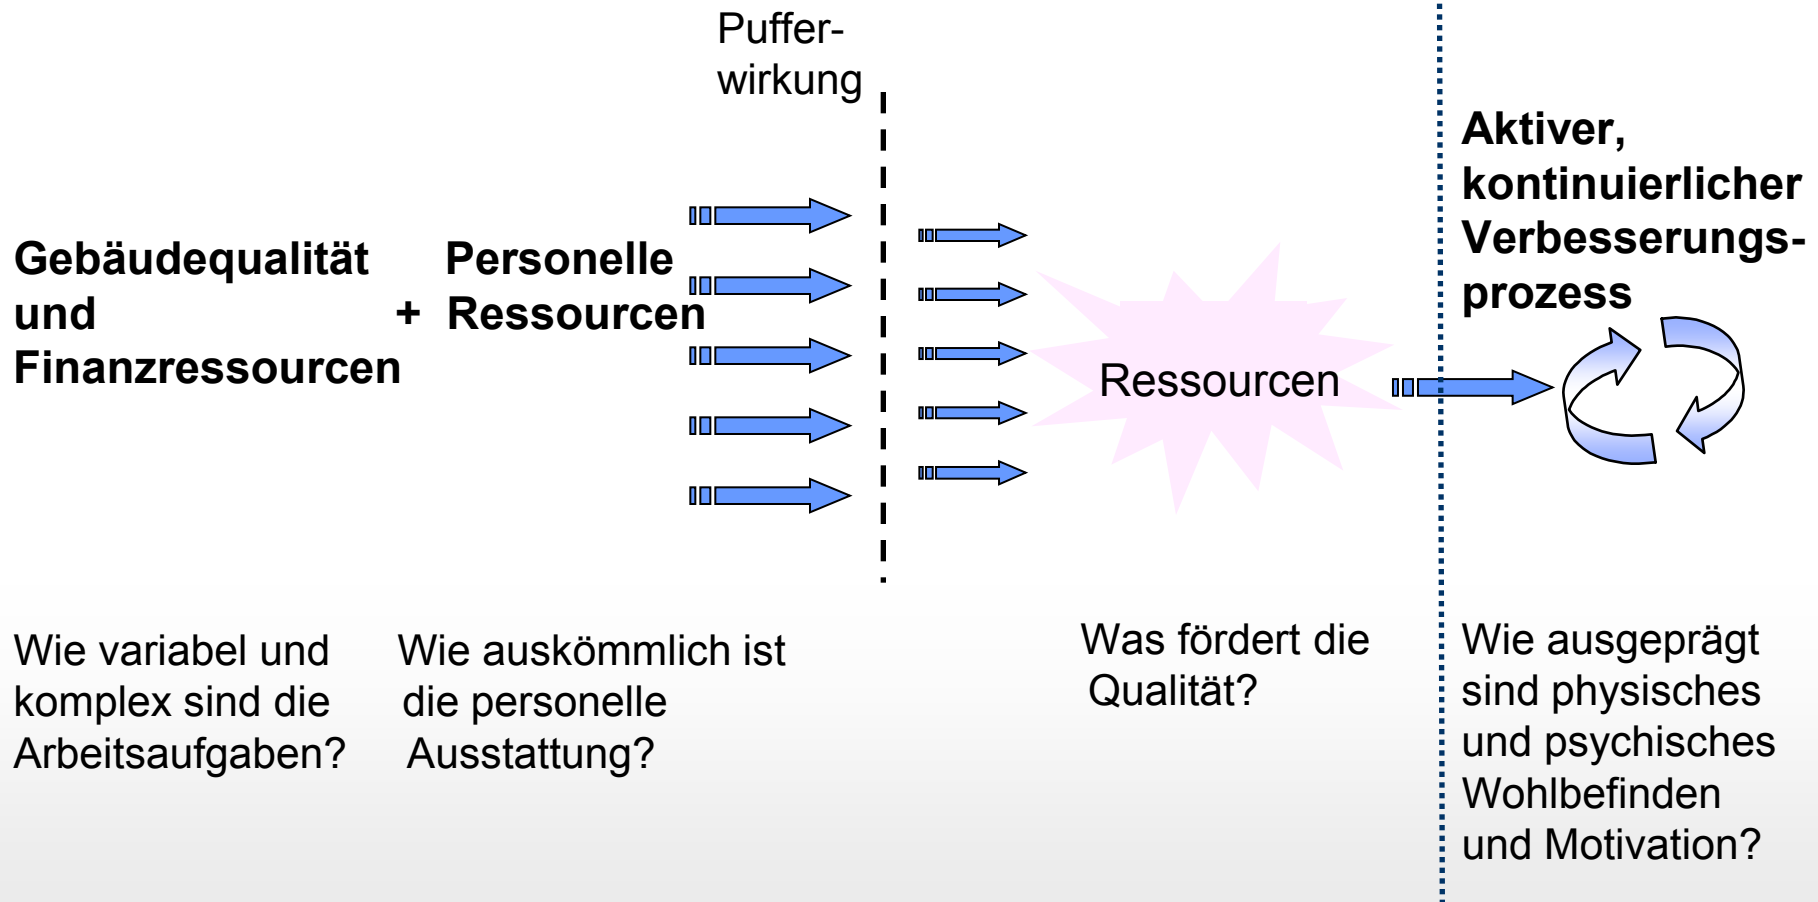 Puffer-
wirkung
Gebäudequalität
und
Finanzressourcen
+
Personelle
Ressourcen
Ressourcen
Aktiver,
kontinuierlicher
Verbesserungs-
prozess
Wie variabel und
komplex sind die
Arbeitsaufgaben?
Wie auskömmlich ist
die personelle
Ausstattung?
Was fördert die
Qualität?
Wie ausgeprägt
sind physisches
und psychisches
Wohlbefinden
und Motivation?